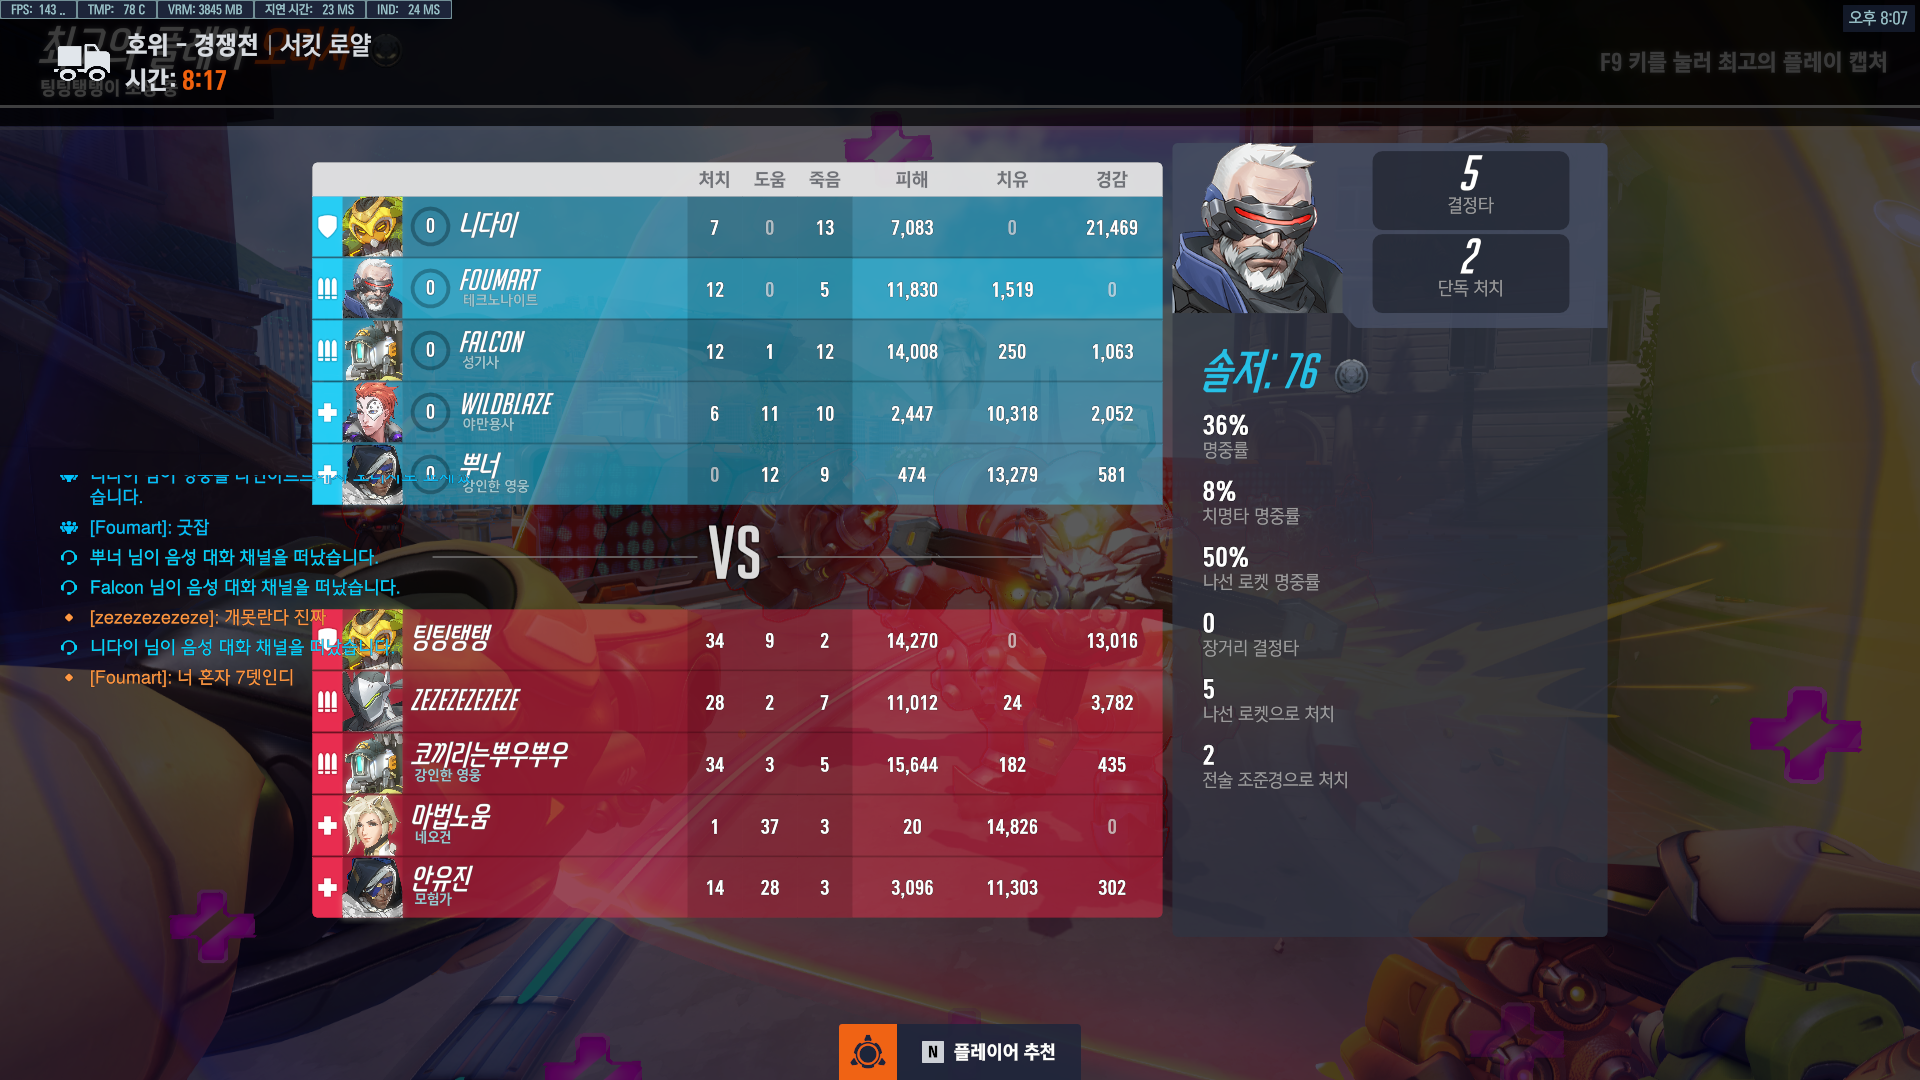 FPS: 143 .. TMP: 78 C VRM: 3845 MB 지연 시간: 23 MS IND: 24 MS
오후 8:07
호위 - 경쟁전 | 서킷 로얄
시간: 8:17
F9 키를 눌러 최고의 플레이 캡처
처치 도움 죽음 피해 치유 경감
0 니다이 7 0 13 7,083 0 21,469
0 FOUMART 12 0 5 11,830 1,519 0
테크노나이트
0 FALCON 12 1 12 14,008 250 1,063
성기사
0 WILDBLAZE 6 11 10 2,447 10,318 2,052
야만용사
0 뿌너 0 12 9 474 13,279 581
강인한 영웅
습니다.
[Foumart]: 굿잡
뿌너 님이 음성 대화 채널을 떠났습니다.
Falcon 님이 음성 대화 채널을 떠났습니다.
[zezezezezeze]: 개못란다 진짜
니다이 님이 음성 대화 채널을 떠났습니다.
[Foumart]: 너 혼자 7뎃인디
VS
팅팅탱탱 34 9 2 14,270 0 13,016
ZEZEZEZEZEZE 28 2 7 11,012 24 3,782
코끼리는뿌우뿌우 34 3 5 15,644 182 435
강인한 영웅
마법노움 1 37 3 20 14,826 0
네오건
안유진 14 28 3 3,096 11,303 302
모험가
5
결정타
2
단독 처치
솔저: 76
36%
명중률
8%
치명타 명중률
50%
나선 로켓 명중률
0
장거리 결정타
5
나선 로켓으로 처치
2
전술 조준경으로 처치
N 플레이어 추천